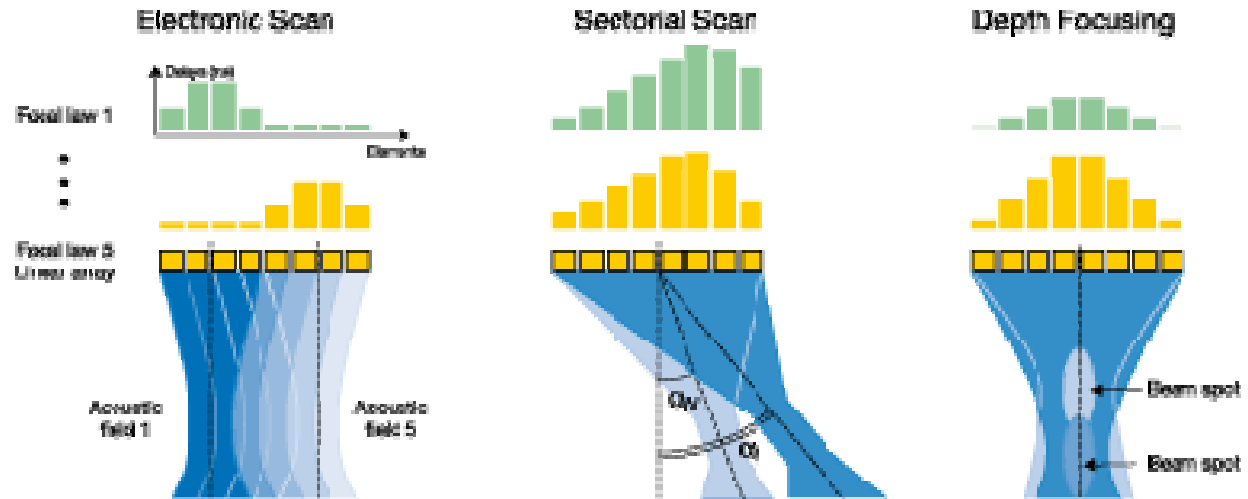 Electronic Scan
Sectorial Scan
Depth Focusing
Delays (ns)
Focal law 1
Elements
Focal law 5
Linear array
Acoustic
field 1
Acoustic
field 5
Beam spot
Beam spot